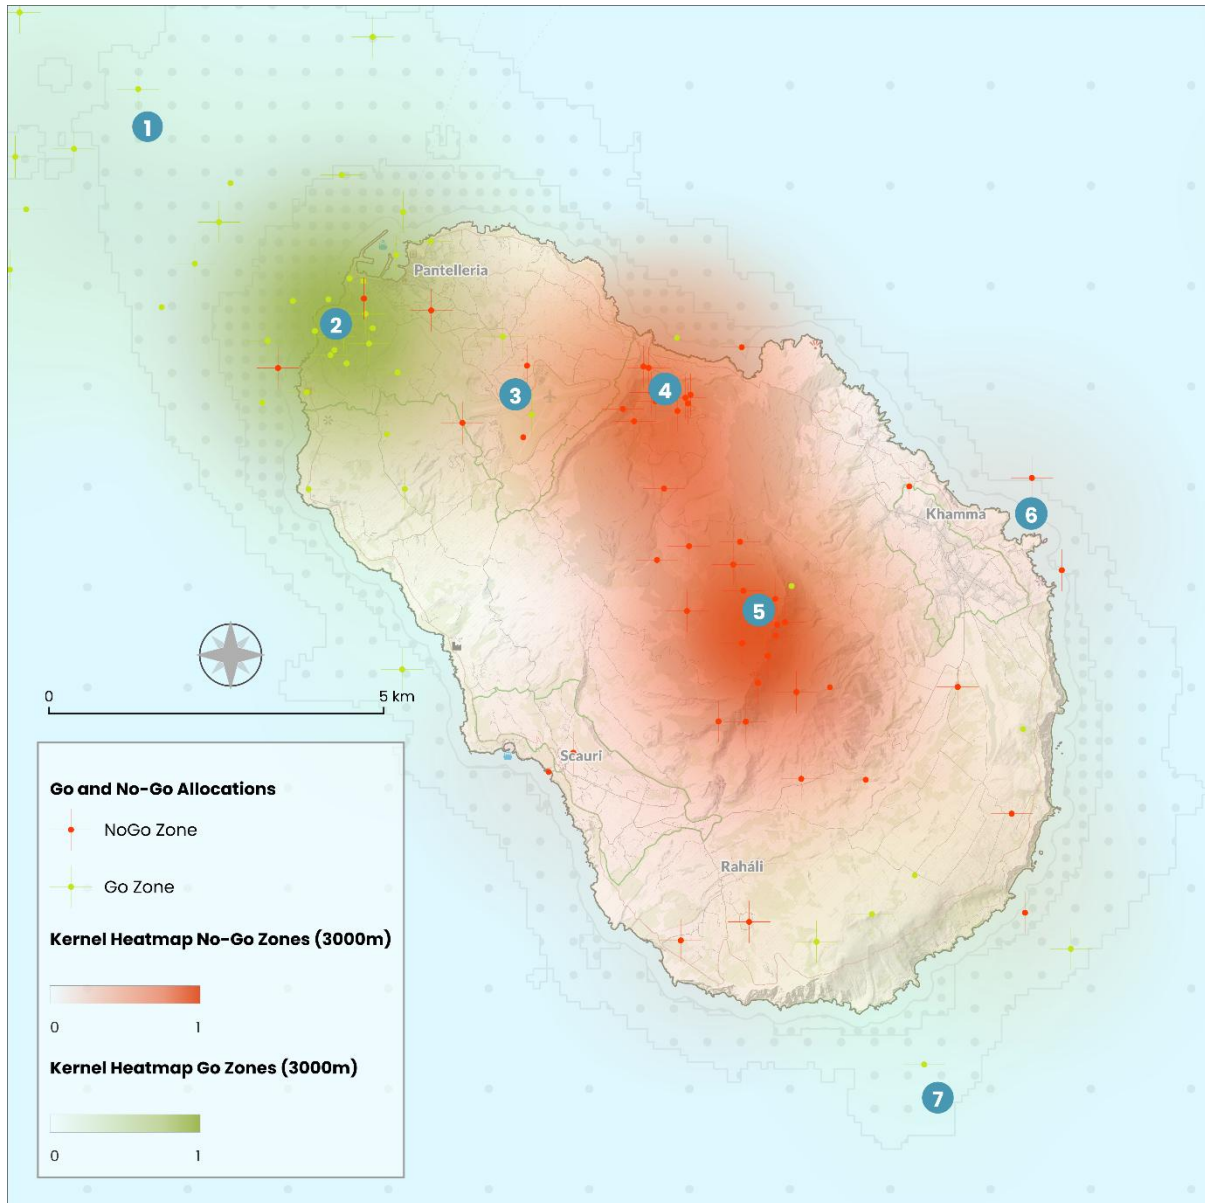 1
Pantelleria
2
3
4
Khamma
6
5
0
5 km
Scauri
Go and No-Go Allocations
NoGo Zone
Go Zone
Raháli
Kernel Heatmap No-Go Zones (3000m)
0 1
Kernel Heatmap Go Zones (3000m)
7
0 1